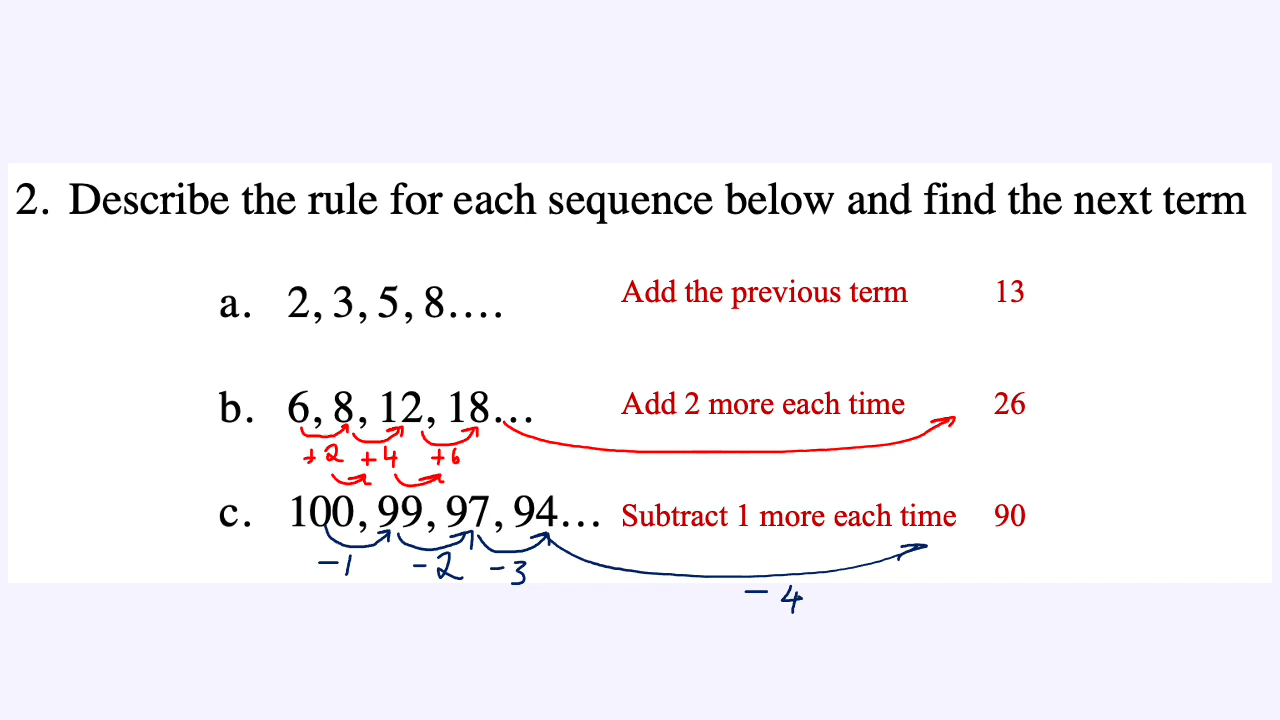 2. Describe the rule for each sequence below and find the next term
a. 2, 3, 5, 8.... Add the previous term 13
b. 6, 8, 12, 18... Add 2 more each time 26
+2 +4 +6
c. 100, 99, 97, 94... Subtract 1 more each time 90
-1 -2 -3
-4